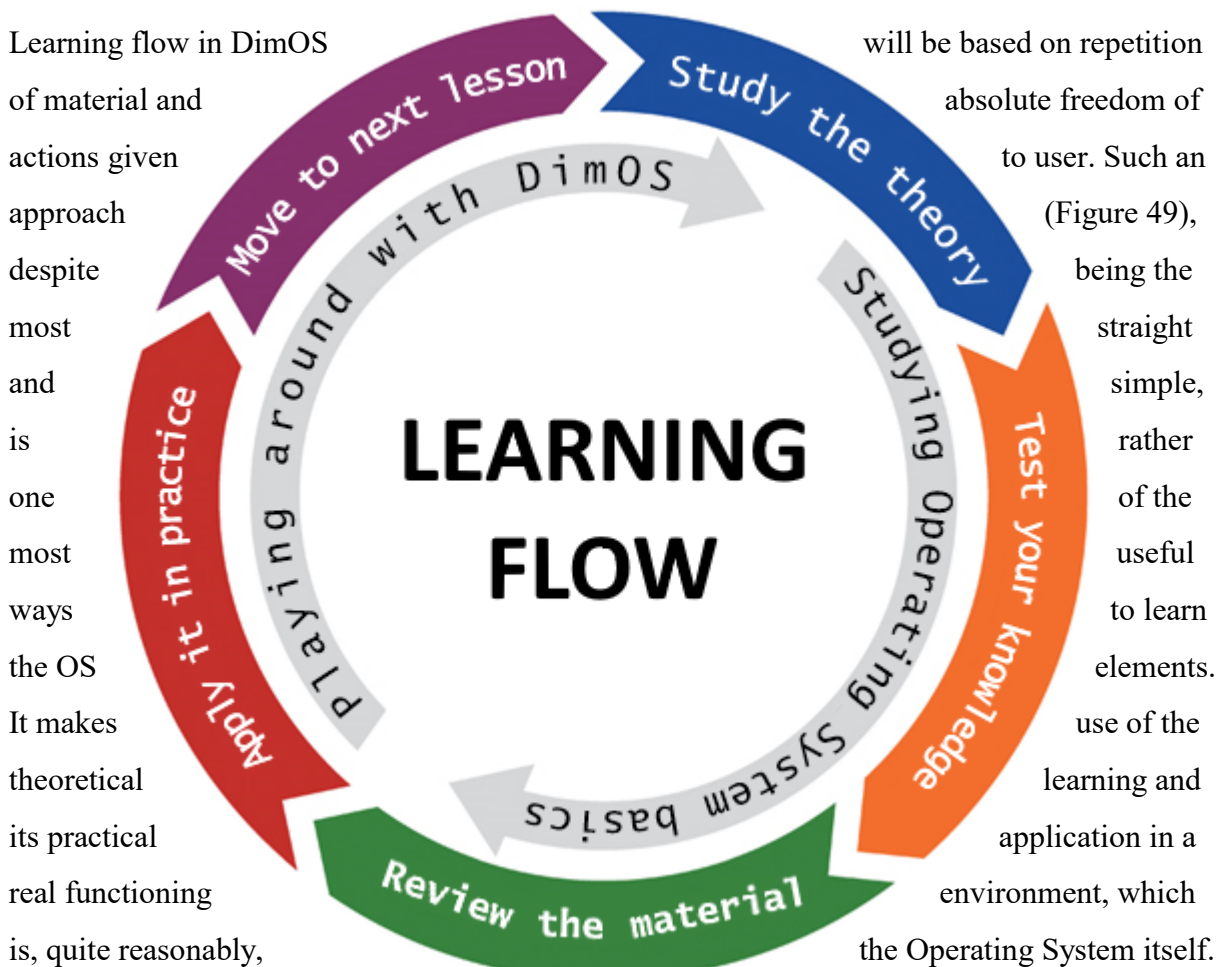 Learning flow in DimOS will be based on repetition
of material and absolute freedom of
actions given to user. Such an
approach (Figure 49),
despite being the
most straight
and simple,
is rather
one of the
most useful
ways to learn
the OS elements.
It makes use of the
theoretical learning and
its practical application in a
real functioning environment, which
is, quite reasonably, the Operating System itself.
Study the theory
Test your knowledge
Review the material
Apply it in practice
Move to next lesson
Studying Operating System basics
Playing around with DimOS
LEARNING
FLOW